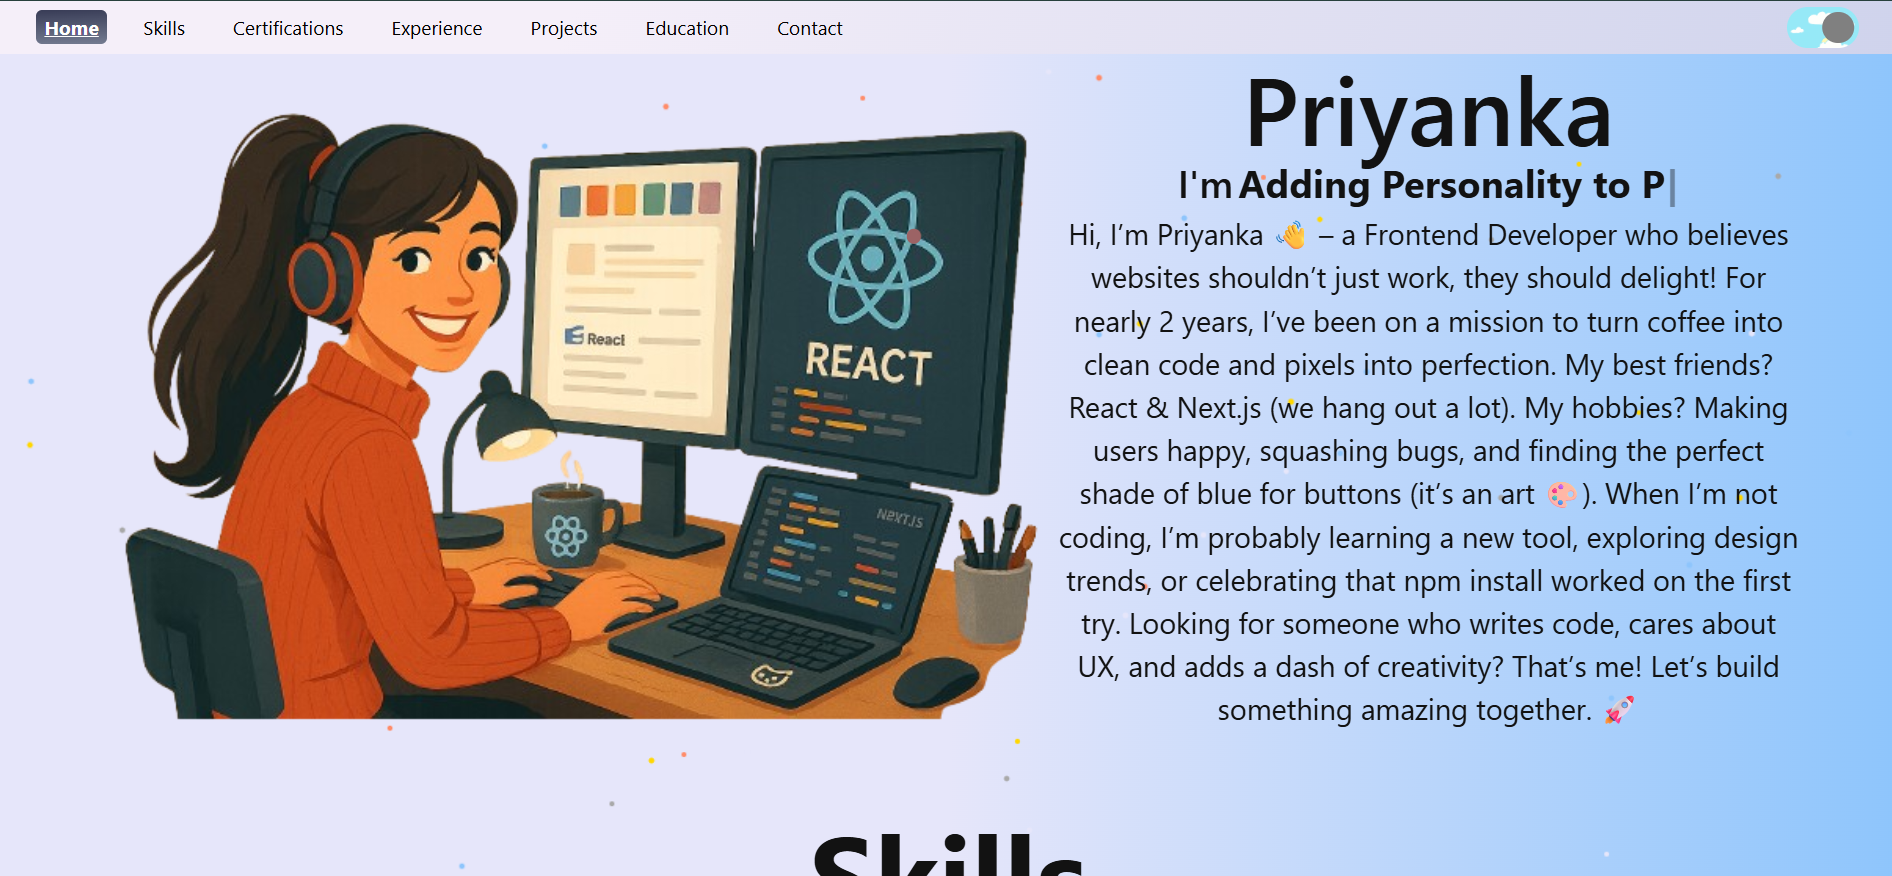 Home Skills Certifications Experience Projects Education Contact
Priyanka
I'm Adding Personality to P|
Hi, I’m Priyanka 👋 – a Frontend Developer who believes
websites shouldn’t just work, they should delight! For
nearly 2 years, I’ve been on a mission to turn coffee into
clean code and pixels into perfection. My best friends?
React & Next.js (we hang out a lot). My hobbies? Making
users happy, squashing bugs, and finding the perfect
shade of blue for buttons (it’s an art 🎨). When I’m not
coding, I’m probably learning a new tool, exploring design
trends, or celebrating that npm install worked on the first
try. Looking for someone who writes code, cares about
UX, and adds a dash of creativity? That’s me! Let’s build
something amazing together. 🚀
Reacl
REACT
NEXT.JS
Skills